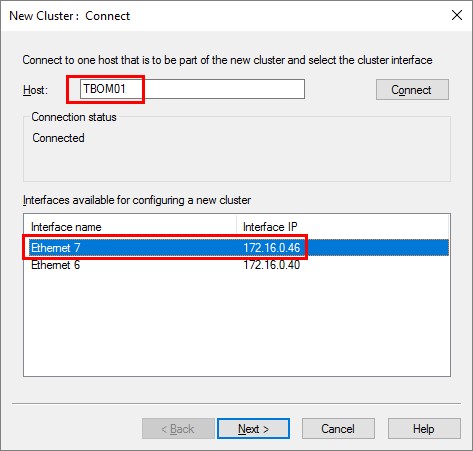 New Cluster : Connect
Connect to one host that is to be part of the new cluster and select the cluster interface
Host: TBOM01 Connect
Connection status
Connected
Interfaces available for configuring a new cluster
Interface name Interface IP
Ethernet 7 172.16.0.46
Ethernet 6 172.16.0.40
< Back Next > Cancel Help